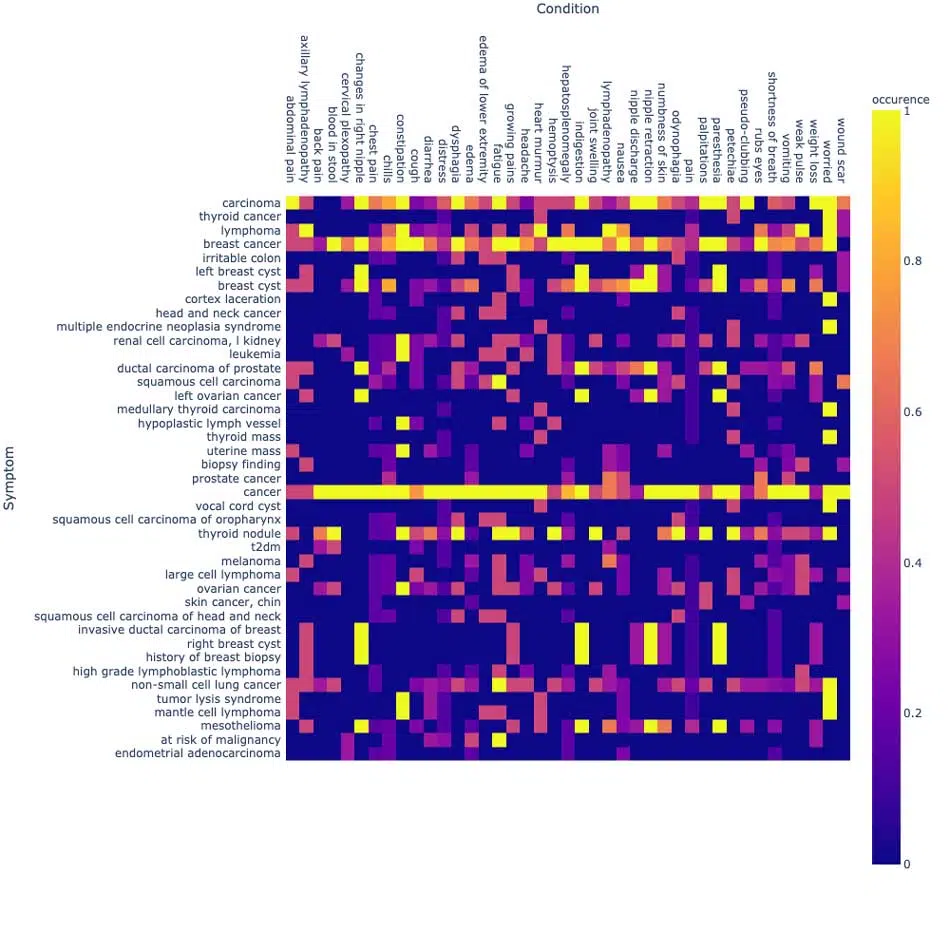 Condition
abdominal pain
axillary lymphadenopathy
back pain
blood in stool
cervical plexopathy
changes in right nipple
chest pain
chills
constipation
cough
diarrhea
distress
dysphagia
edema
edema of lower extremity
fatigue
growing pains
headache
heart murmur
hemoptysis
hepatosplenomegaly
indigestion
joint swelling
lymphadenopathy
nausea
nipple discharge
nipple retraction
numbness of skin
odynophagia
pain
palpitations
paresthesia
petechiae
pseudo-clubbing
rubs eyes
shortness of breath
vomiting
weak pulse
weight loss
worried
wound scar
occurence
1
0.8
0.6
0.4
0.2
0
Symptom
carcinoma
thyroid cancer
lymphoma
breast cancer
irritable colon
left breast cyst
breast cyst
cortex laceration
head and neck cancer
multiple endocrine neoplasia syndrome
renal cell carcinoma, l kidney
leukemia
ductal carcinoma of prostate
squamous cell carcinoma
left ovarian cancer
medullary thyroid carcinoma
hypoplastic lymph vessel
thyroid mass
uterine mass
biopsy finding
prostate cancer
cancer
vocal cord cyst
squamous cell carcinoma of oropharynx
thyroid nodule
t2dm
melanoma
large cell lymphoma
ovarian cancer
skin cancer, chin
squamous cell carcinoma of head and neck
invasive ductal carcinoma of breast
right breast cyst
history of breast biopsy
high grade lymphoblastic lymphoma
non-small cell lung cancer
tumor lysis syndrome
mantle cell lymphoma
mesothelioma
at risk of malignancy
endometrial adenocarcinoma